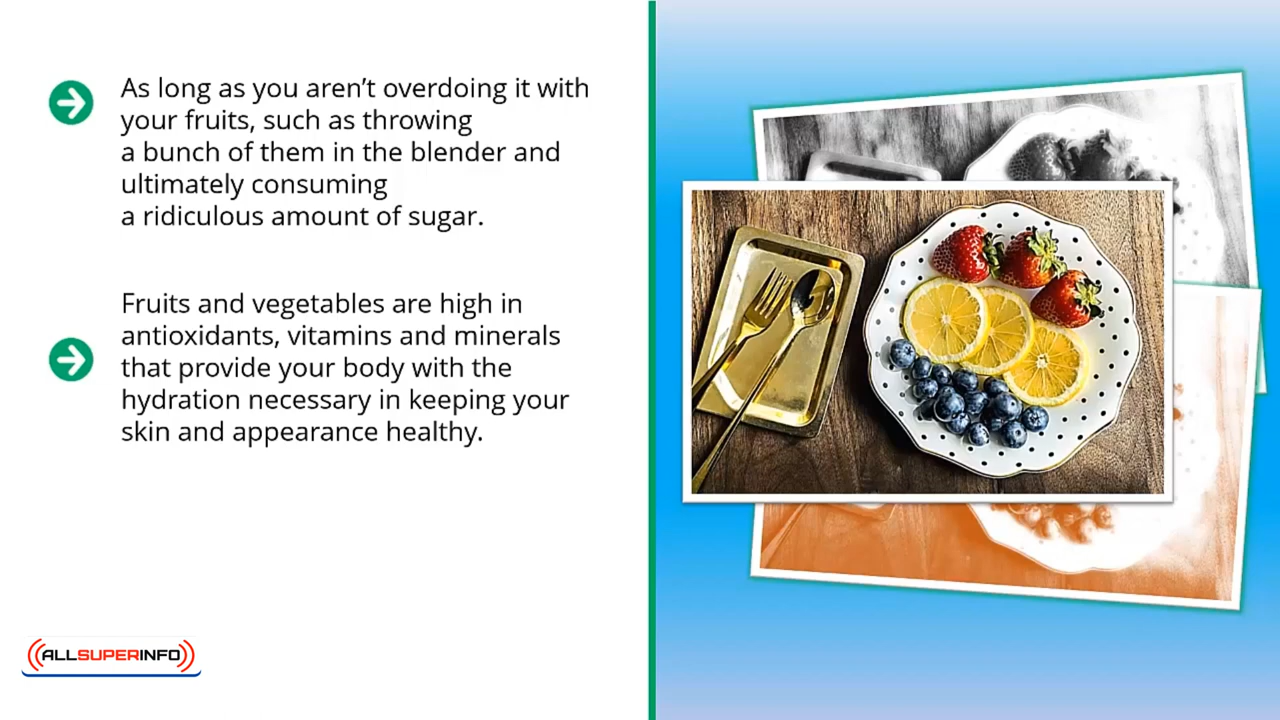 As long as you aren’t overdoing it with
your fruits, such as throwing
a bunch of them in the blender and
ultimately consuming
a ridiculous amount of sugar.
Fruits and vegetables are high in
antioxidants, vitamins and minerals
that provide your body with the
hydration necessary in keeping your
skin and appearance healthy.
ALLSUPERINFO